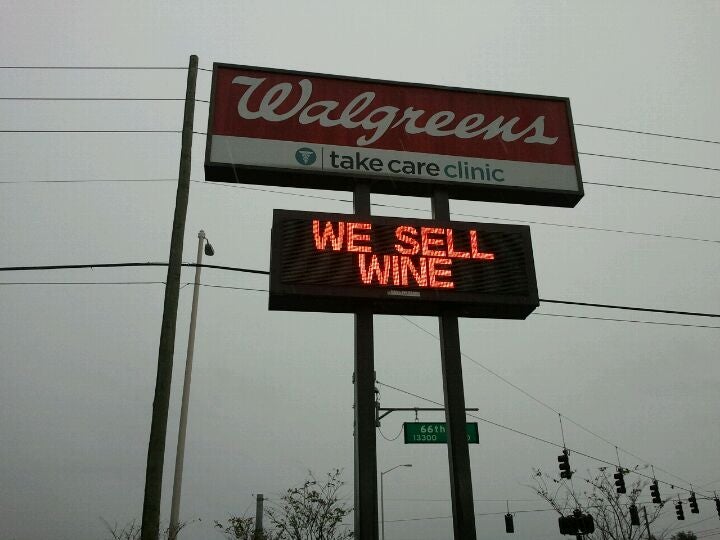 Walgreens
take care clinic
WE SELL
WINE
66th
13300